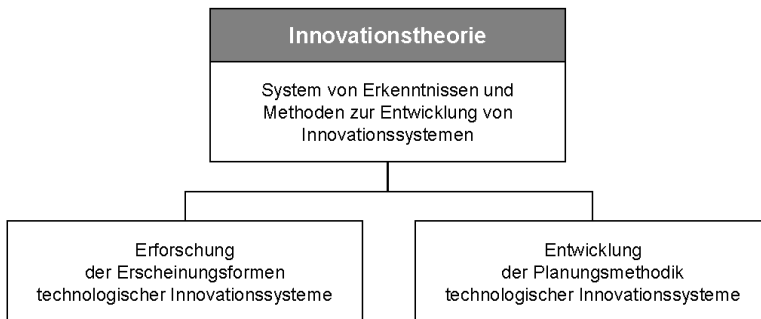 Innovationstheorie
System von Erkenntnissen und
Methoden zur Entwicklung von
Innovationssystemen
Erforschung
der Erscheinungsformen
technologischer Innovationssysteme
Entwicklung
der Planungsmethodik
technologischer Innovationssysteme